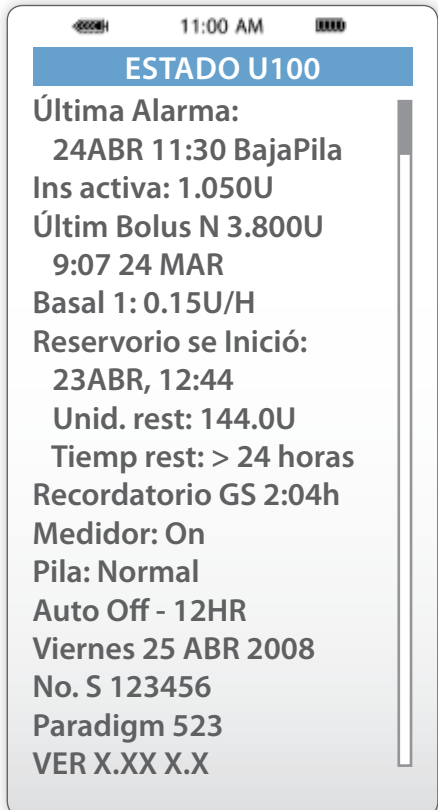 11:00 AM
ESTADO U100
Última Alarma:
24ABR 11:30 BajaPila
Ins activa: 1.050U
Últim Bolus N 3.800U
9:07 24 MAR
Basal 1: 0.15U/H
Reservorio se Inició:
23ABR, 12:44
Unid. rest: 144.0U
Tiemp rest: > 24 horas
Recordatorio GS 2:04h
Medidor: On
Pila: Normal
Auto Off - 12HR
Viernes 25 ABR 2008
No. S 123456
Paradigm 523
VER X.XX X.X